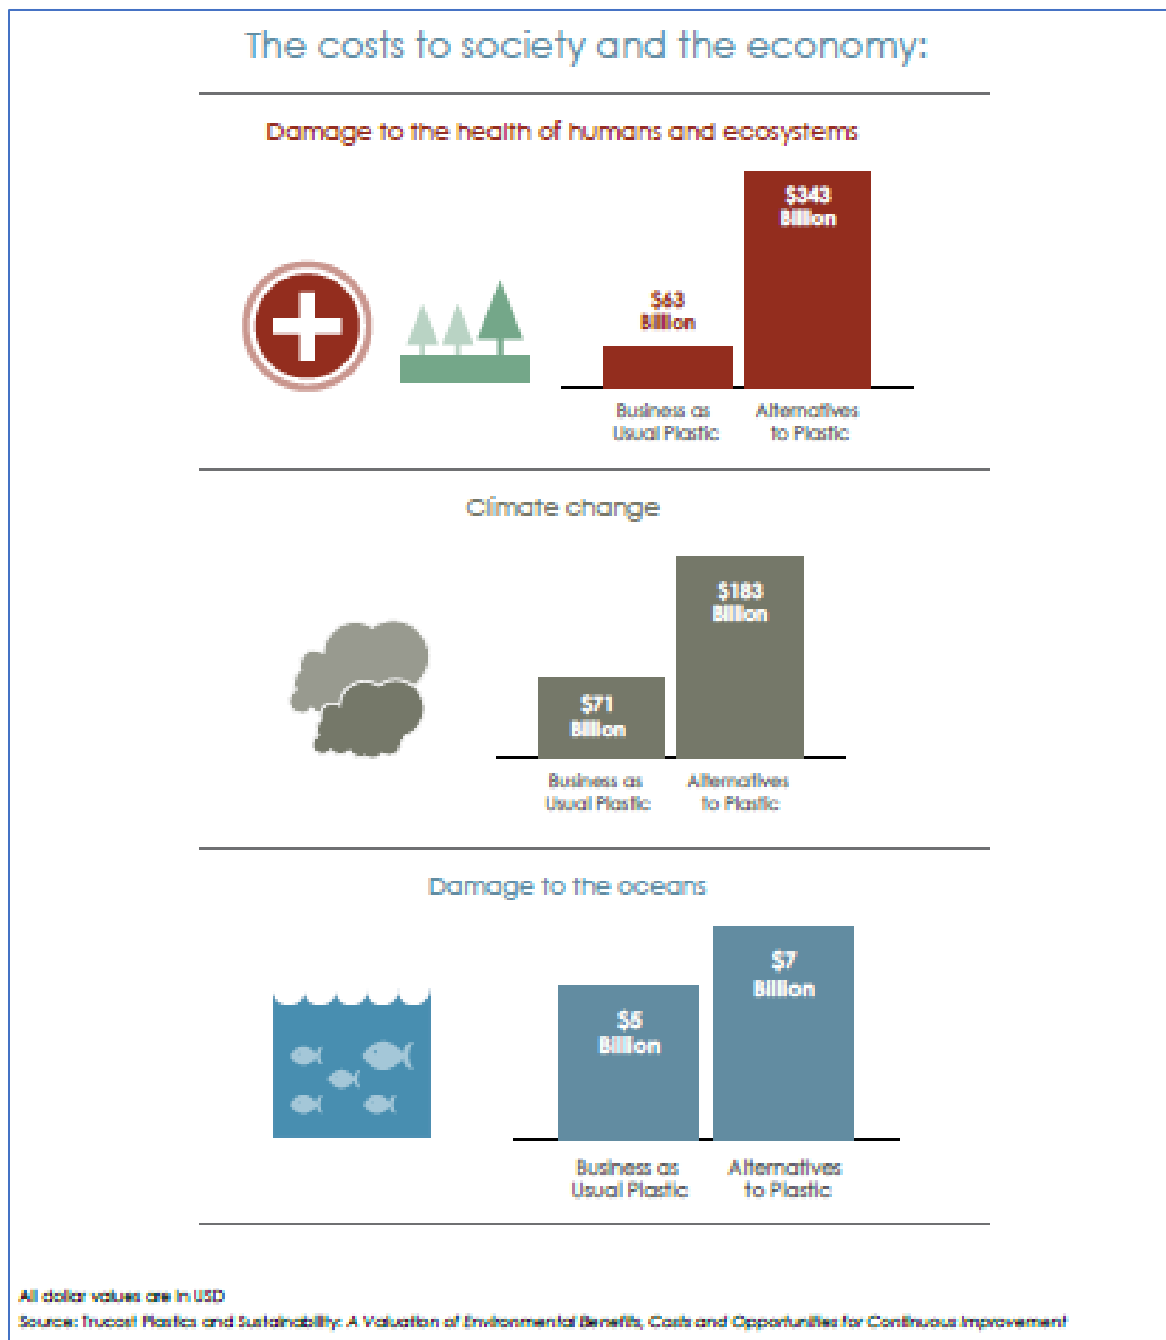 The costs to society and the economy:
Damage to the health of humans and ecosystems
$343
Billion
$63
Billion
Business as
Usual Plastic
Alternatives
to Plastic
Climate change
$183
Billion
$71
Billion
Business as
Usual Plastic
Alternatives
to Plastic
Damage to the oceans
$7
Billion
$5
Billion
Business as
Usual Plastic
Alternatives
to Plastic
All dollar values are in USD
Source: Trucost Plastics and Sustainability: A Valuation of Environmental Benefits, Costs and Opportunities for Continuous Improvement